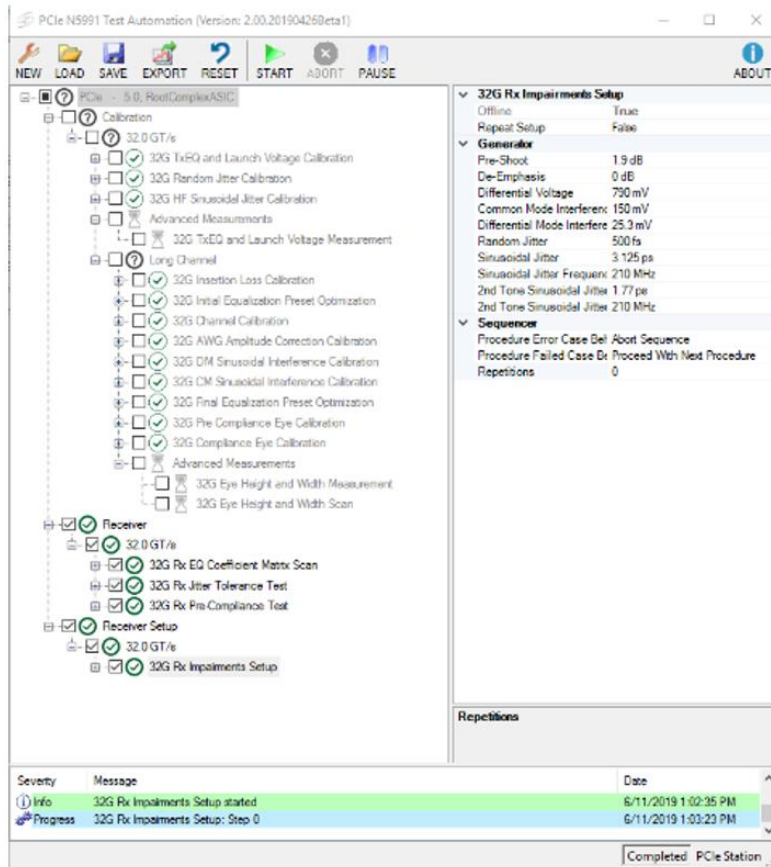 PCIe N5991 Test Automation (Version: 2.00.20190426Beta1)
NEW LOAD SAVE EXPORT RESET START ABORT PAUSE ABOUT
PCIe - 5.0, RootComplexASIC
Calibration
32.0 GT/s
32G TxEQ and Launch Voltage Calibration
32G Random Jitter Calibration
32G HF Sinusoidal Jitter Calibration
Advanced Measurements
32G TxEQ and Launch Voltage Measurement
Long Channel
32G Insertion Loss Calibration
32G Initial Equalization Preset Optimization
32G Channel Calibration
32G AWG Amplitude Correction Calibration
32G DM Sinusoidal Interference Calibration
32G CM Sinusoidal Interference Calibration
32G Final Equalization Preset Optimization
32G Pre Compliance Eye Calibration
32G Compliance Eye Calibration
Advanced Measurements
32G Eye Height and Width Measurement
32G Eye Height and Width Scan
Receiver
32.0 GT/s
32G Rx EQ Coefficient Matrix Scan
32G Rx Jitter Tolerance Test
32G Rx Pre-Compliance Test
Receiver Setup
32.0 GT/s
32G Rx Impairments Setup
32G Rx Impairments Setup
Offline True
Repeat Setup False
Generator
Pre-Shoot 1.9 dB
De-Emphasis 0 dB
Differential Voltage 790 mV
Common Mode Interferenc 150 mV
Differential Mode Interfere 25.3 mV
Random Jitter 500 fs
Sinusoidal Jitter 3.125 ps
Sinusoidal Jitter Frequenc 210 MHz
2nd Tone Sinusoidal Jitter 1.77 ps
2nd Tone Sinusoidal Jitter 210 MHz
Sequencer
Procedure Error Case Beh Abort Sequence
Procedure Failed Case Be Proceed With Next Procedure
Repetitions 0
Repetitions
Severity Message Date
Info 32G Rx Impairments Setup started 6/11/2019 1:02:35 PM
Progress 32G Rx Impairments Setup: Step 0 6/11/2019 1:03:23 PM
Completed PCIe Station